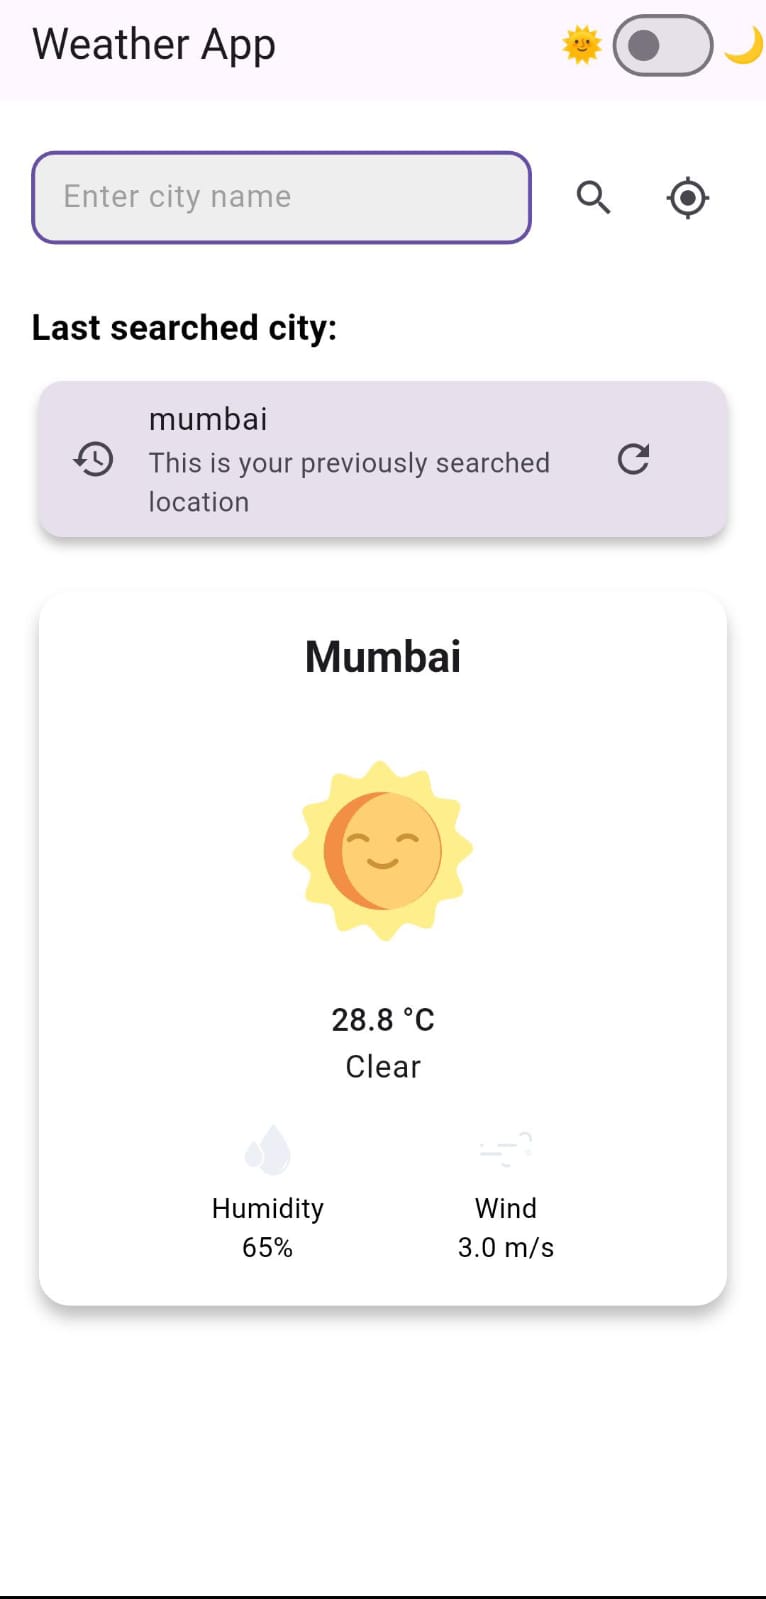 Weather App
Enter city name
Last searched city:
mumbai
This is your previously searched
location
Mumbai
28.8 °C
Clear
Humidity
65%
Wind
3.0 m/s